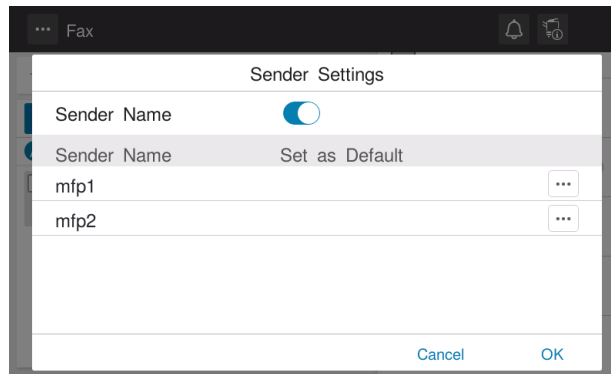 Fax
Sender Settings
Sender Name
Sender Name Set as Default
mfp1
mfp2
Cancel OK